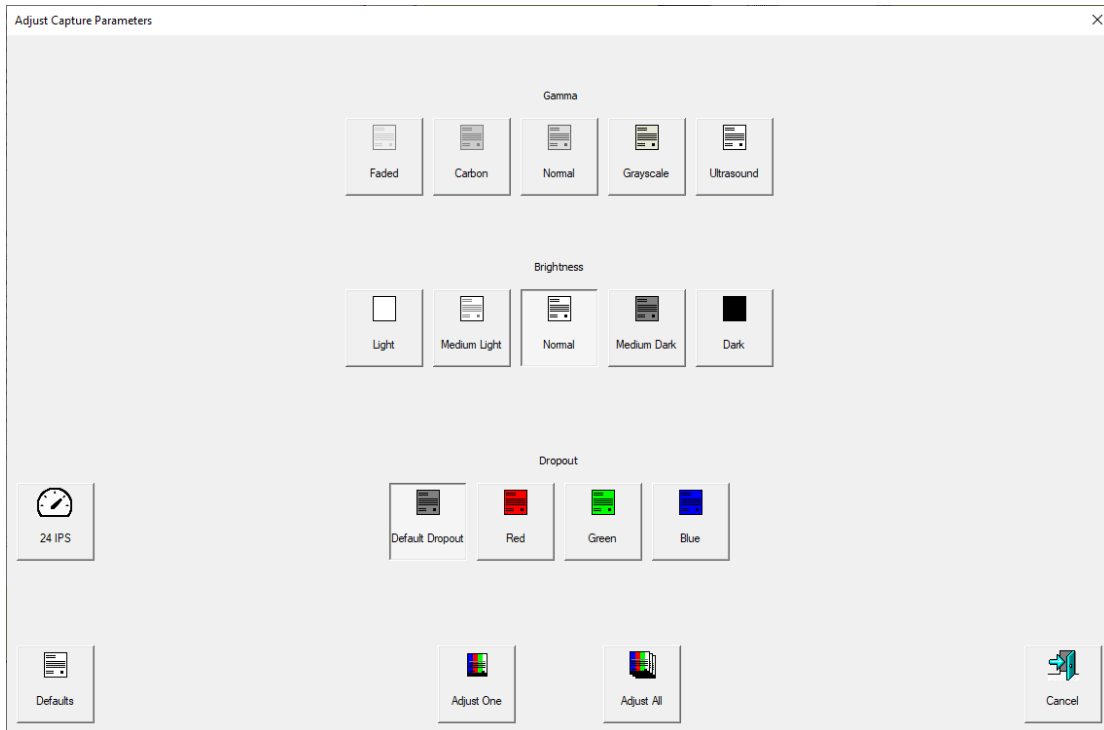 Adjust Capture Parameters
Gamma
Faded
Carbon
Normal
Grayscale
Ultrasound
Brightness
Light
Medium Light
Normal
Medium Dark
Dark
Dropout
24 IPS
Default Dropout
Red
Green
Blue
Defaults
Adjust One
Adjust All
Cancel